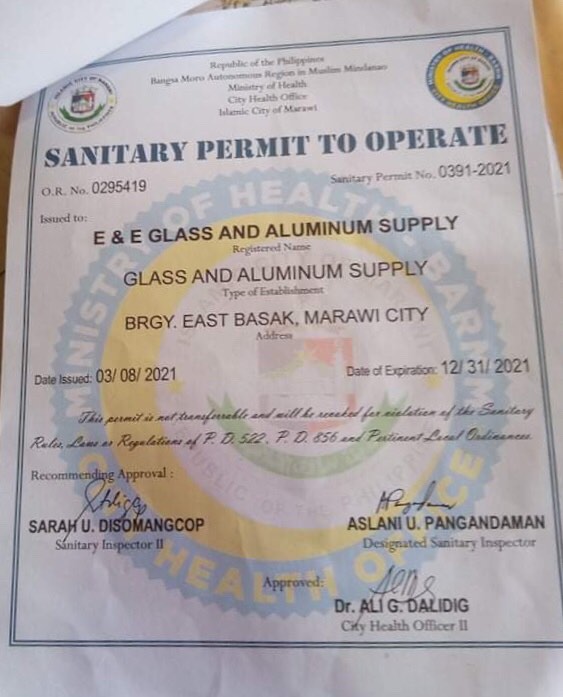 Republic of the Philippines
Bangsa Moro Autonomous Region in Muslim Mindanao
Ministry of Health
City Health Office
Islamic City of Marawi
SANITARY PERMIT TO OPERATE
O.R. No. 0295419
Sanitary Permit No. 0391-2021
Issued to:
E & E GLASS AND ALUMINUM SUPPLY
Registered Name
GLASS AND ALUMINUM SUPPLY
Type of Establishment
BRGY. EAST BASAK, MARAWI CITY
Address
Date Issued: 03/ 08/ 2021
Date of Expiration: 12/ 31/ 2021
This permit is not transferrable and will be revoked for violation of the Sanitary
Rules, Laws or Regulations of P. D. 522, P. D. 856 and Pertinent Local Ordinances.
Recommending Approval :
SARAH U. DISOMANGCOP
Sanitary Inspector II
ASLANI U. PANGANDAMAN
Designated Sanitary Inspector
Approved:
Dr. ALI G. DALIDIG
City Health Officer II
MINISTRY OF HEALTH - BARMM
HEALTH OFFICE